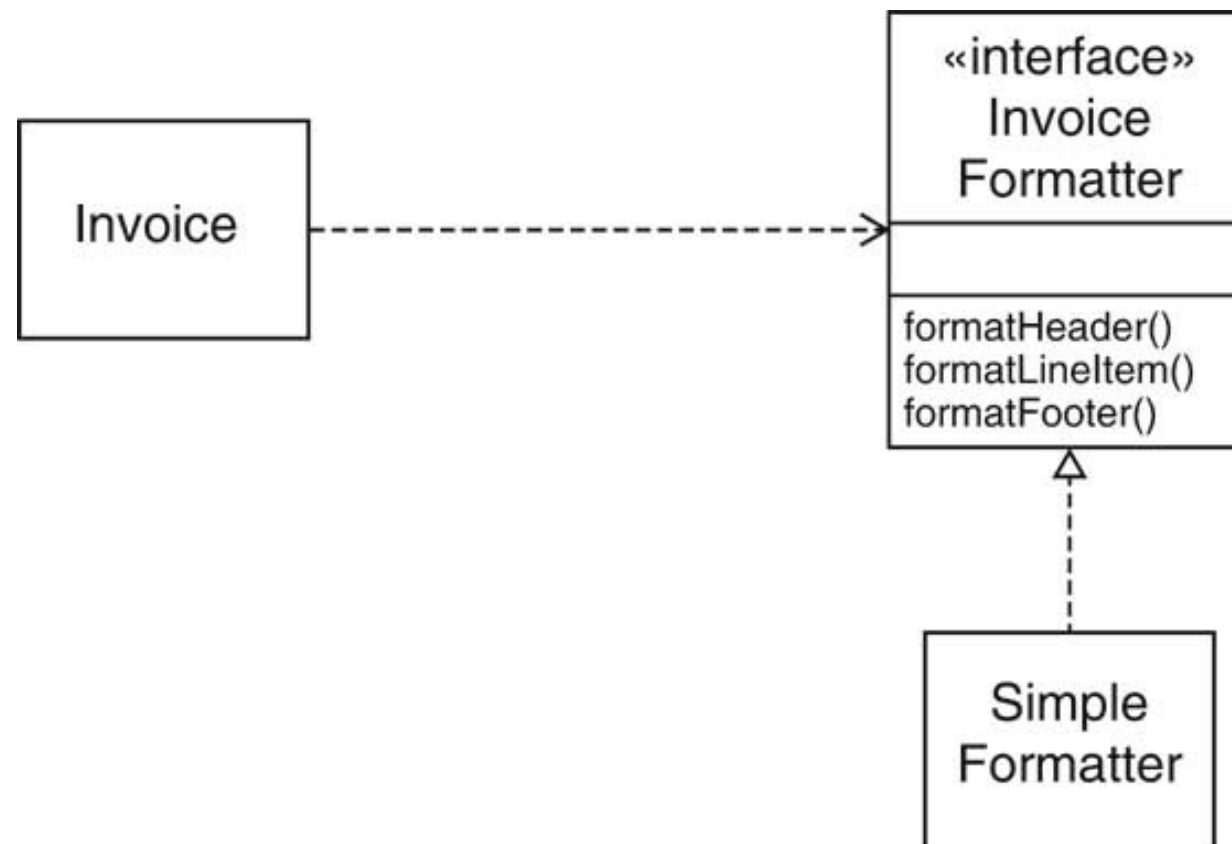 Invoice
«interface»
Invoice
Formatter
formatHeader()
formatLineItem()
formatFooter()
Simple
Formatter